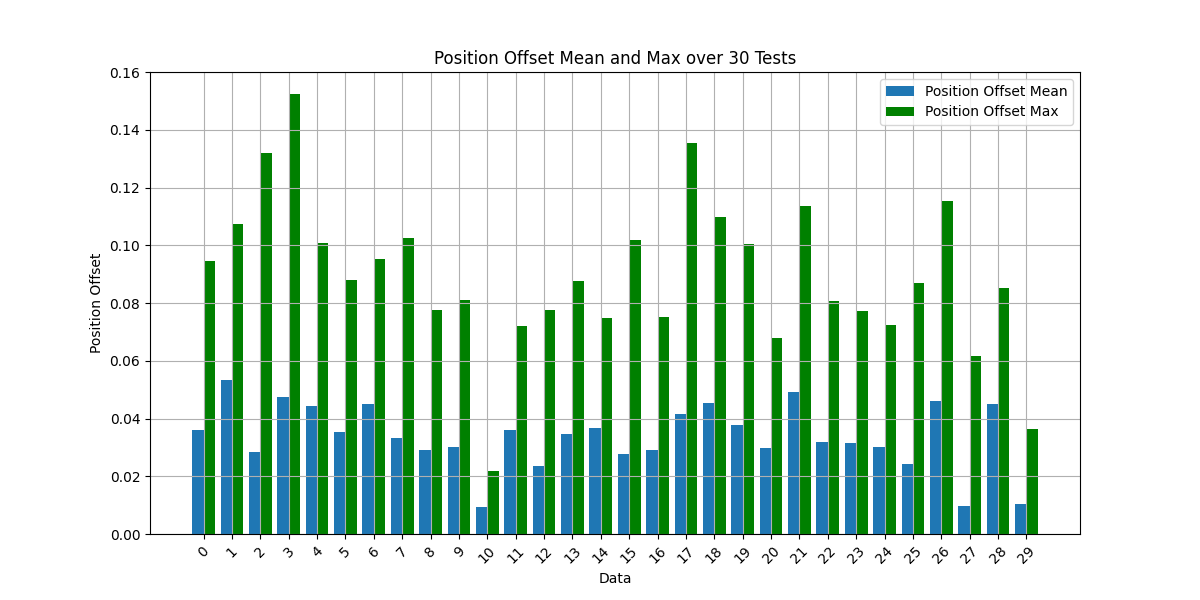 Position Offset Mean and Max over 30 Tests
Position Offset Mean
Position Offset Max
0.16
0.14
0.12
0.10
0.08
0.06
0.04
0.02
0.00
Position Offset
0 1 2 3 4 5 6 7 8 9 10 11 12 13 14 15 16 17 18 19 20 21 22 23 24 25 26 27 28 29
Data